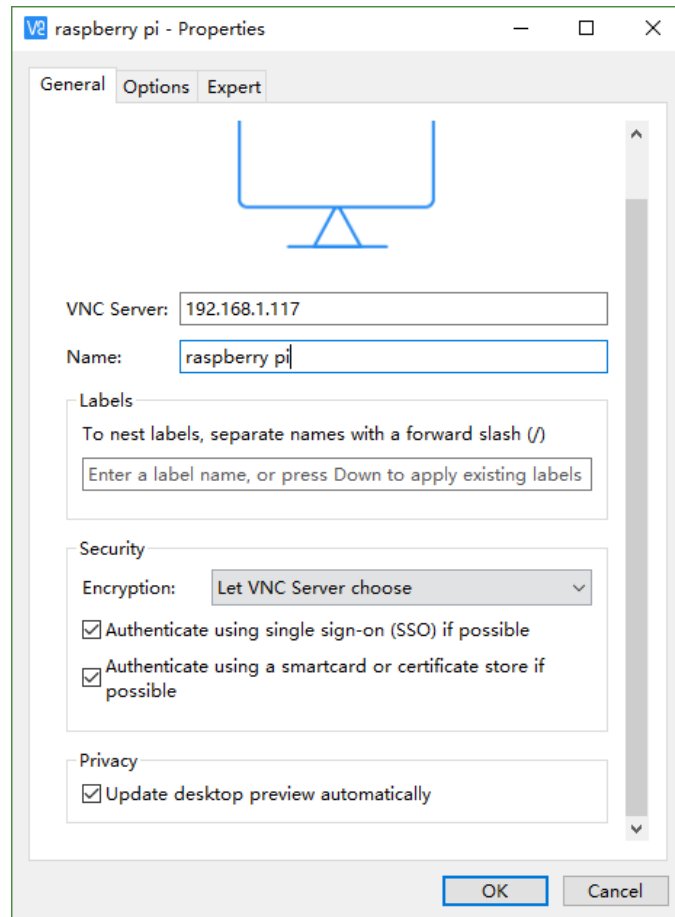 V2 raspberry pi - Properties
General Options Expert
VNC Server: 192.168.1.117
Name: raspberry pi
Labels
To nest labels, separate names with a forward slash (/)
Enter a label name, or press Down to apply existing labels
Security
Encryption: Let VNC Server choose
Authenticate using single sign-on (SSO) if possible
Authenticate using a smartcard or certificate store if
possible
Privacy
Update desktop preview automatically
OK Cancel